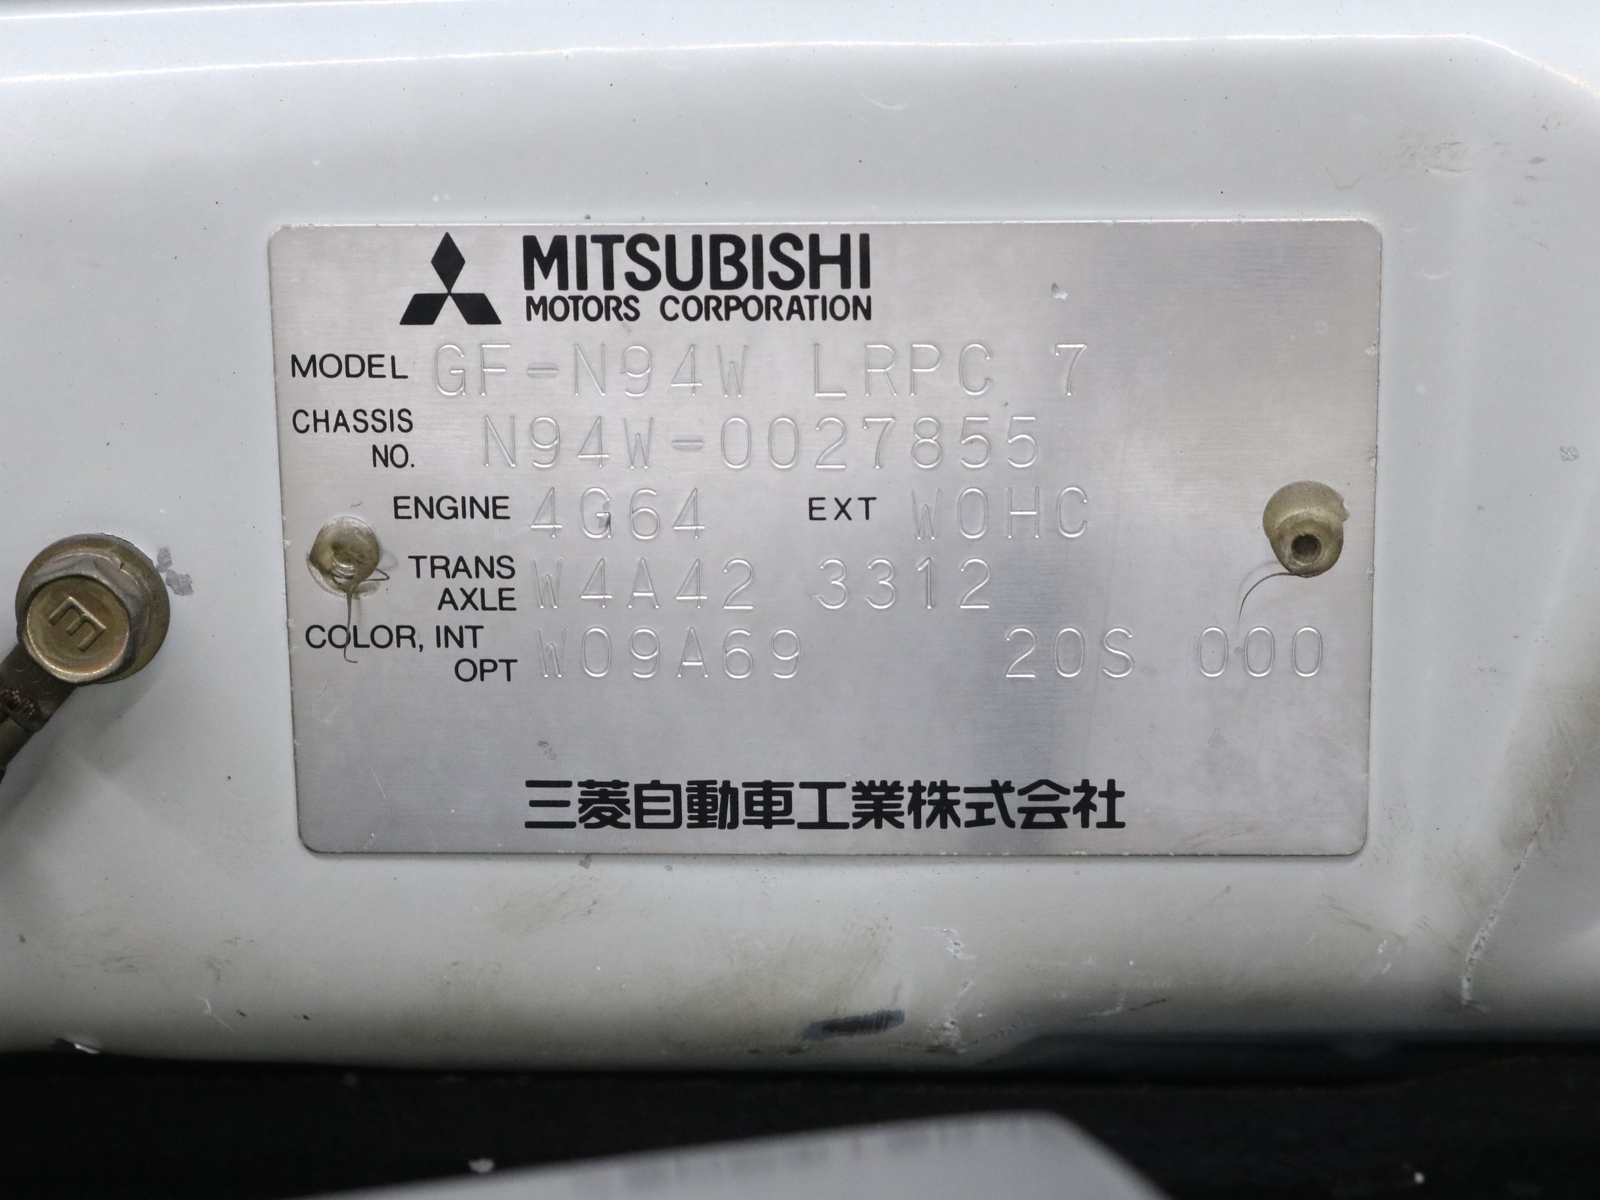 MITSUBISHI
MOTORS CORPORATION
MODEL GF-N94W LRPC 7
CHASSIS NO. N94W-0027855
ENGINE 4G64 EXT W0HC
TRANS AXLE W4A42 3312
COLOR, INT OPT W09A69 20S 000
三菱自動車工業株式会社